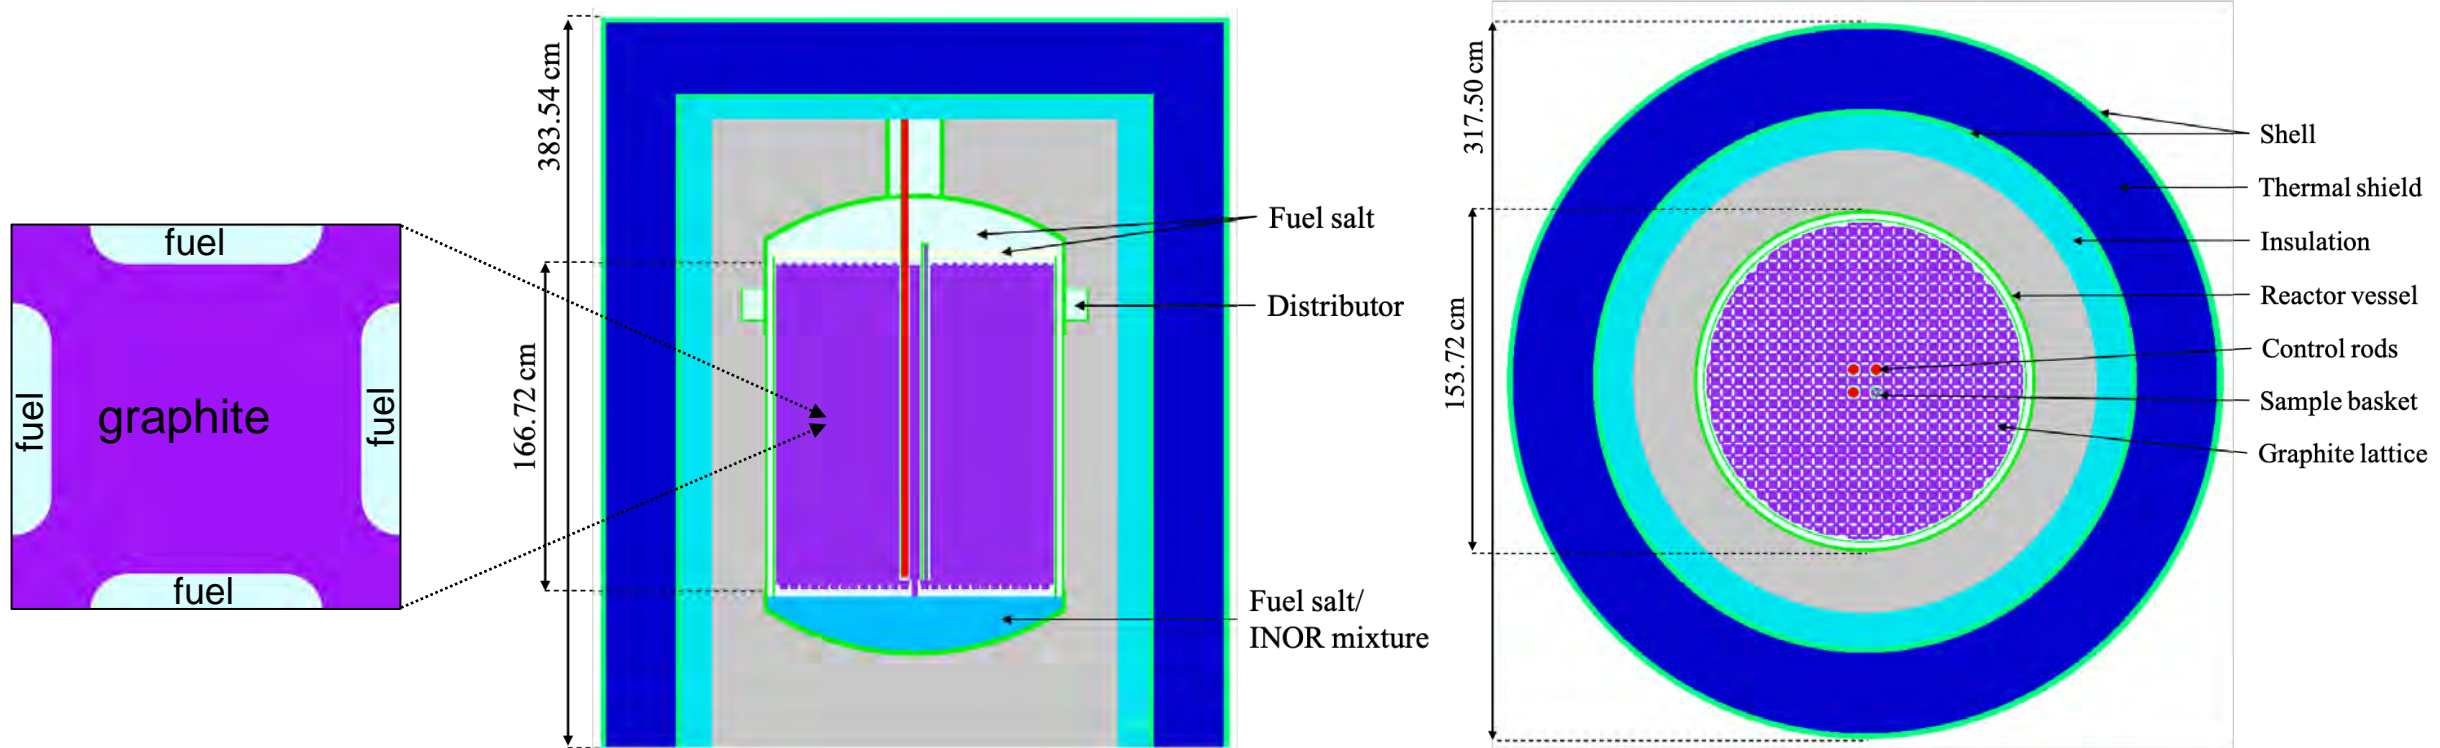 fuel
fuel
graphite
fuel
fuel
383.54 cm
166.72 cm
Fuel salt
Distributor
Fuel salt/
INOR mixture
317.50 cm
153.72 cm
Shell
Thermal shield
Insulation
Reactor vessel
Control rods
Sample basket
Graphite lattice